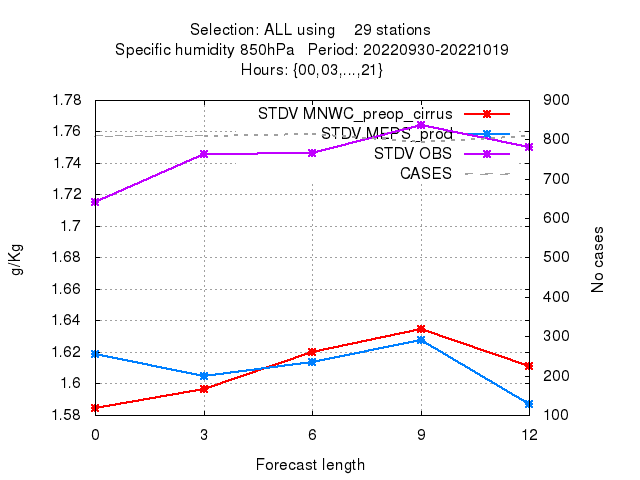 Selection: ALL using 29 stations
Specific humidity 850hPa Period: 20220930-20221019
Hours: {00,03,...,21}
1.78
1.76
1.74
1.72
1.7
1.68
1.66
1.64
1.62
1.6
1.58
g/Kg
STDV MNWC_preop_cirrus
STDV MEPS_prod
STDV OBS
CASES
900
800
700
600
500
400
300
200
100
No cases
0 3 6 9 12
Forecast length